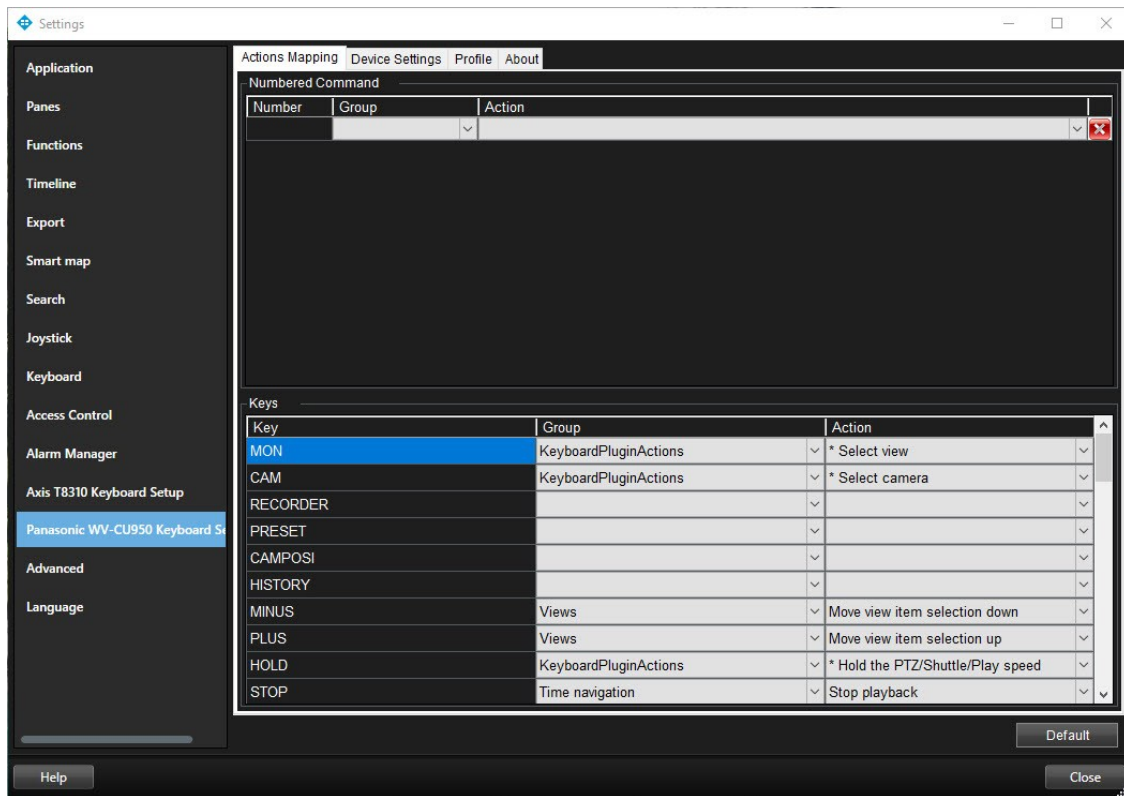 Settings
Application
Panes
Functions
Timeline
Export
Smart map
Search
Joystick
Keyboard
Access Control
Alarm Manager
Axis T8310 Keyboard Setup
Panasonic WV-CU950 Keyboard Se
Advanced
Language
Actions Mapping Device Settings Profile About
Numbered Command
Number Group Action
Keys
Key Group Action
MON KeyboardPluginActions * Select view
CAM KeyboardPluginActions * Select camera
RECORDER
PRESET
CAMPOSI
HISTORY
MINUS Views Move view item selection down
PLUS Views Move view item selection up
HOLD KeyboardPluginActions * Hold the PTZ/Shuttle/Play speed
STOP Time navigation Stop playback
Default
Help Close